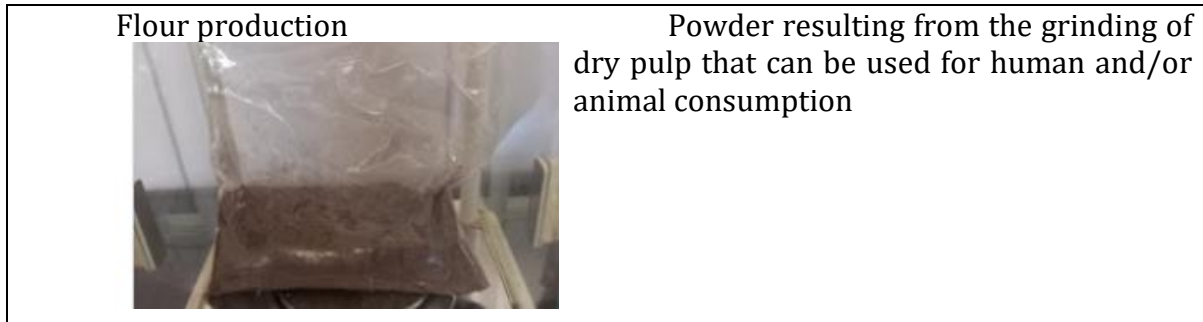 Flour production
Powder resulting from the grinding of
dry pulp that can be used for human and/or
animal consumption